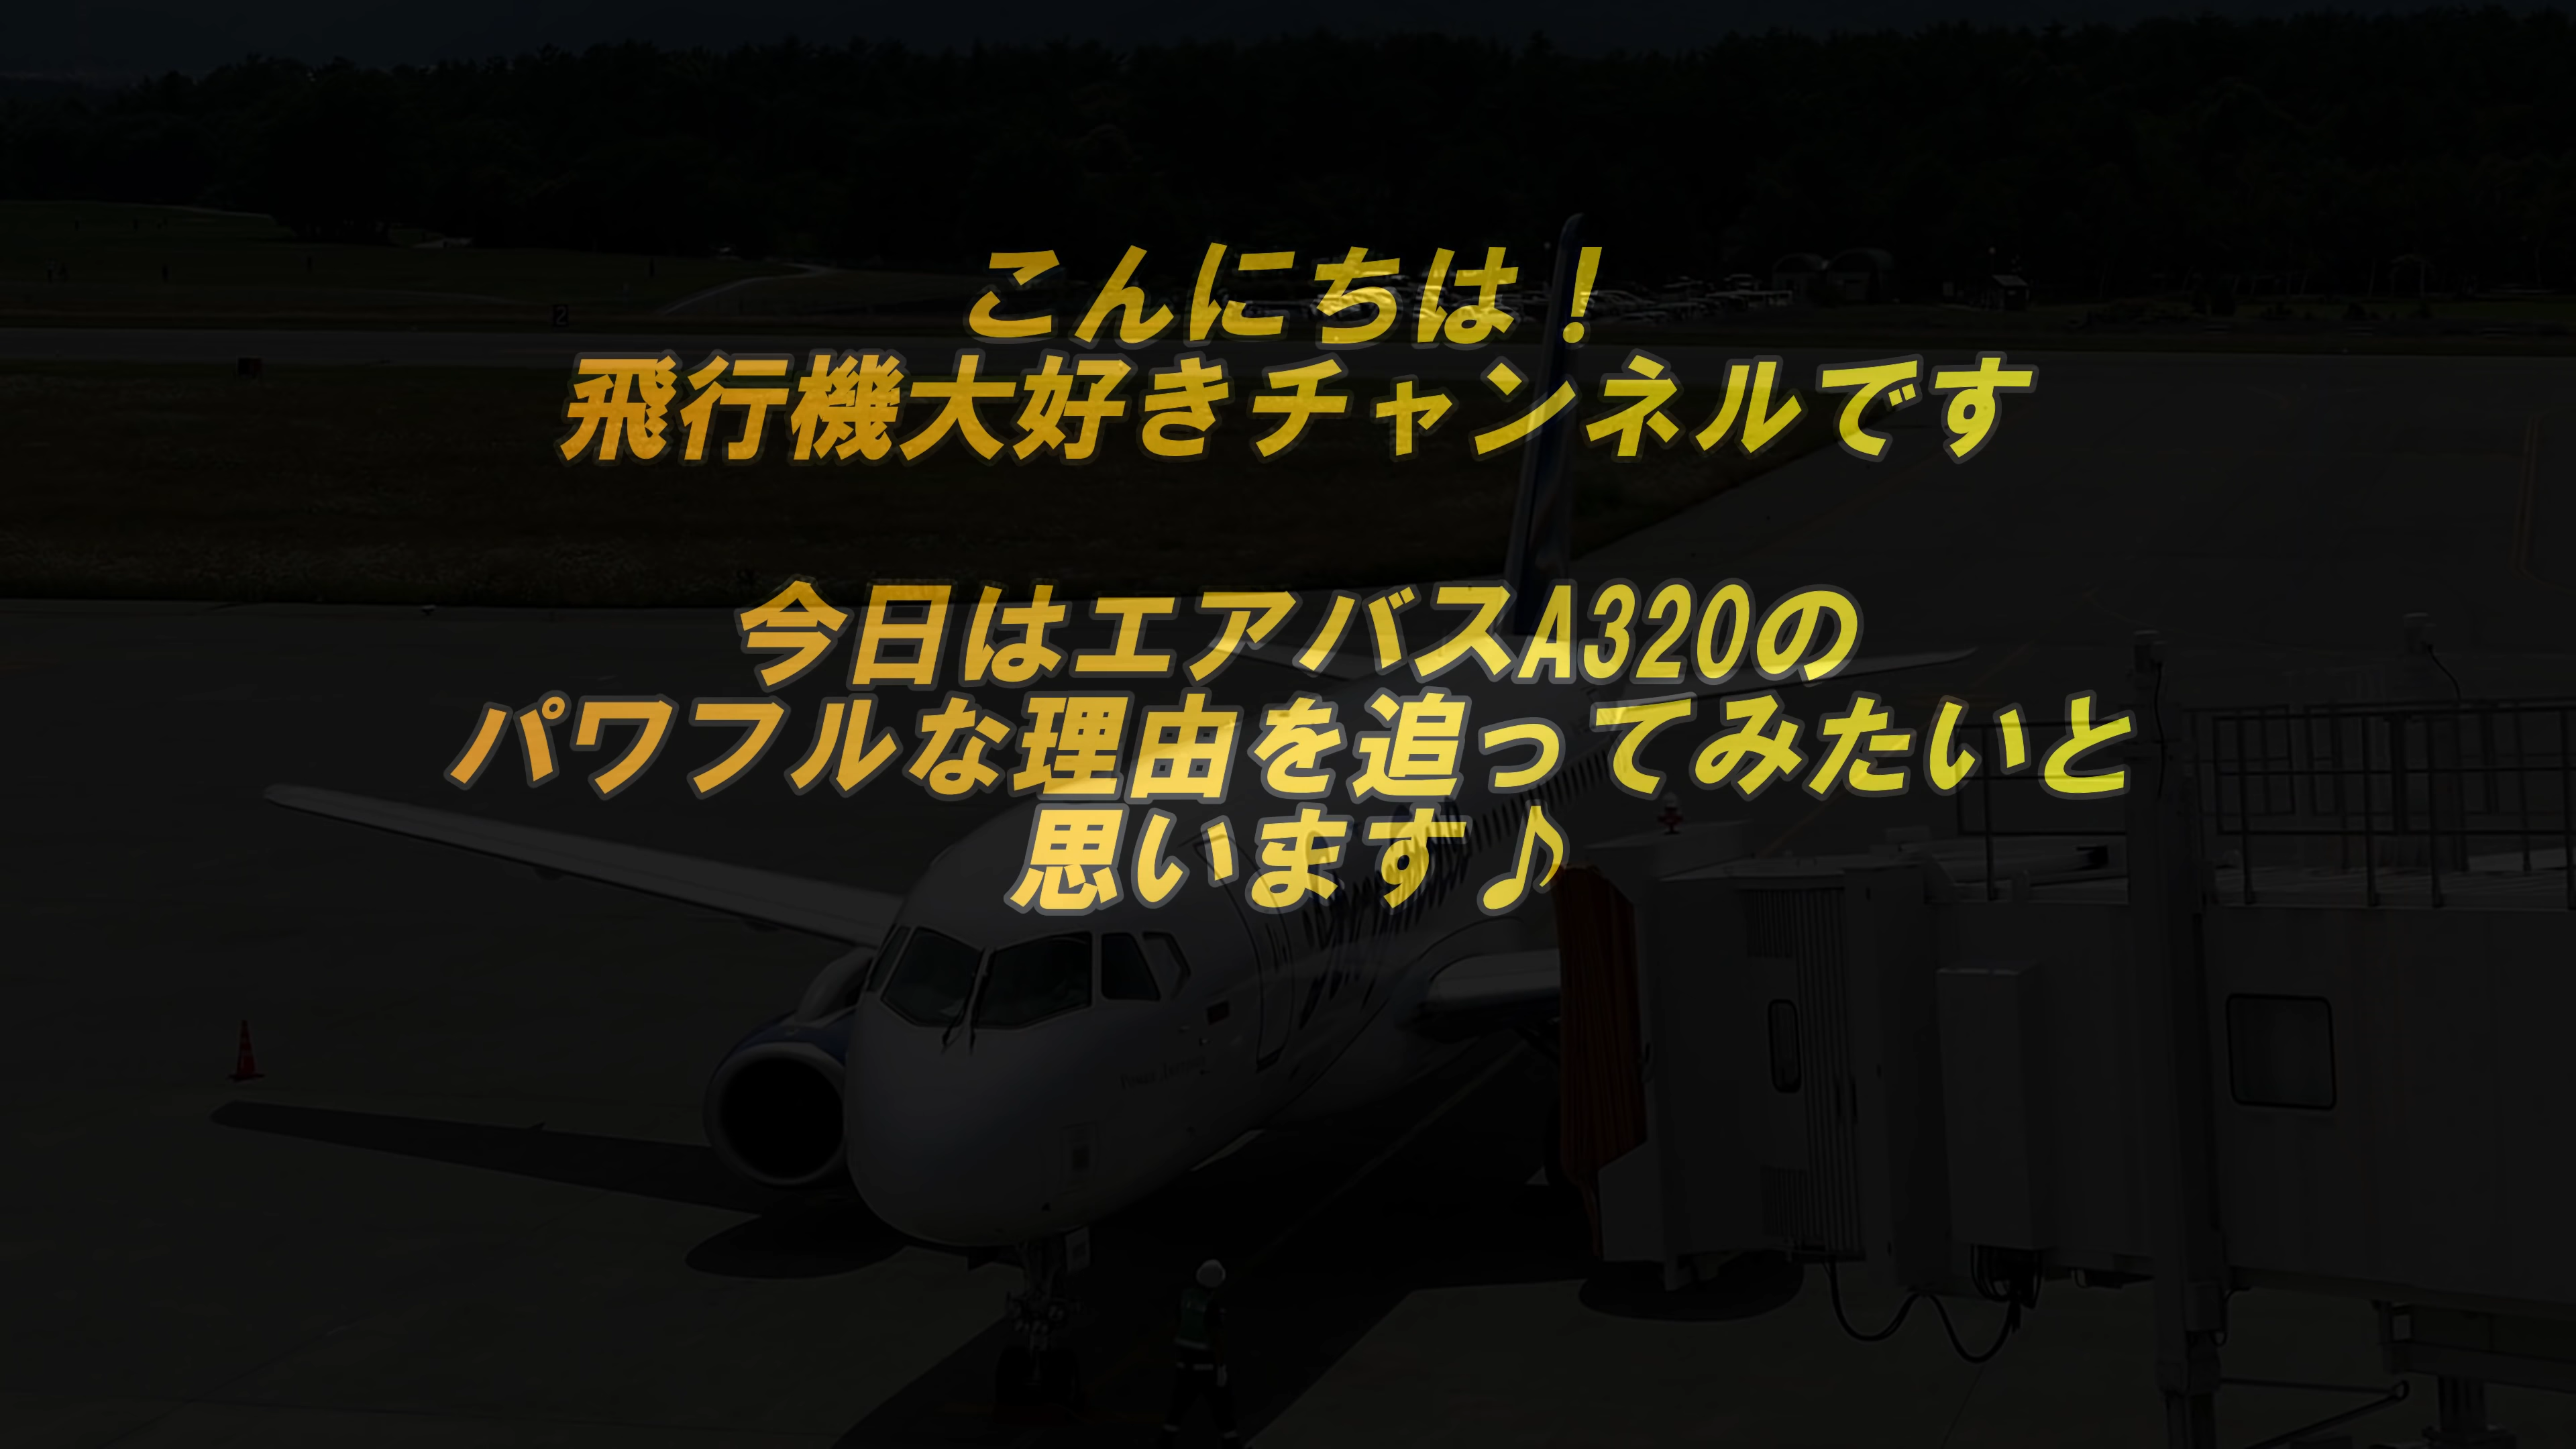 こんにちは！
飛行機大好きチャンネルです
今日はエアバスA320の
パワフルな理由を追ってみたいと
思います♪
2